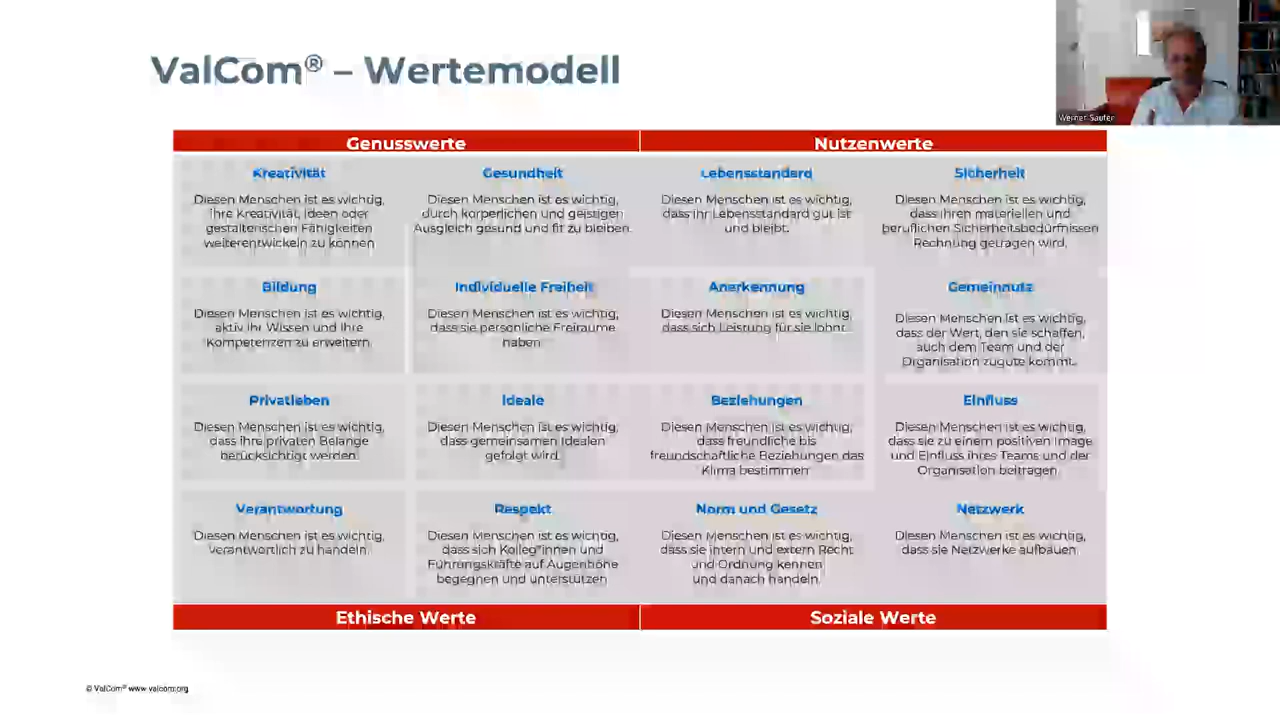 ValCom® – Wertemodell
Werner Sauter
Genusswerte
Nutzenwerte
Kreativität
Diesen Menschen ist es wichtig,
ihre Kreativität, Ideen oder
gestalterischen Fähigkeiten
weiterentwickeln zu können
Gesundheit
Diesen Menschen ist es wichtig,
durch körperlichen und geistigen
Ausgleich gesund und fit zu bleiben.
Lebensstandard
Diesen Menschen ist es wichtig,
dass ihr Lebensstandard gut ist
und bleibt.
Sicherheit
Diesen Menschen ist es wichtig,
dass ihren materiellen und
beruflichen Sicherheitsbedürfnissen
Rechnung getragen wird.
Bildung
Diesen Menschen ist es wichtig,
aktiv ihr Wissen und ihre
Kompetenzen zu erweitern.
Individuelle Freiheit
Diesen Menschen ist es wichtig,
dass sie persönliche Freiräume
haben.
Anerkennung
Diesen Menschen ist es wichtig,
dass sich Leistung für sie lohnt.
Gemeinnutz
Diesen Menschen ist es wichtig,
dass der Wert, den sie schaffen,
auch dem Team und der
Organisation zugute kommt.
Privatleben
Diesen Menschen ist es wichtig,
dass ihre privaten Belange
berücksichtigt werden.
Ideale
Diesen Menschen ist es wichtig,
dass gemeinsamen Idealen
gefolgt wird.
Beziehungen
Diesen Menschen ist es wichtig,
dass freundliche bis
freundschaftliche Beziehungen das
Klima bestimmen
Einfluss
Diesen Menschen ist es wichtig,
dass sie zu einem positiven Image
und Einfluss ihres Teams und der
Organisation beitragen.
Verantwortung
Diesen Menschen ist es wichtig,
verantwortlich zu handeln.
Respekt
Diesen Menschen ist es wichtig,
dass sich Kolleg*innen und
Führungskräfte auf Augenhöhe
begegnen und unterstützen
Norm und Gesetz
Diesen Menschen ist es wichtig,
dass sie intern und extern Recht
und Ordnung kennen
und danach handeln.
Netzwerk
Diesen Menschen ist es wichtig,
dass sie Netzwerke aufbauen.
Ethische Werte
Soziale Werte
© ValCom® www.valcom.org